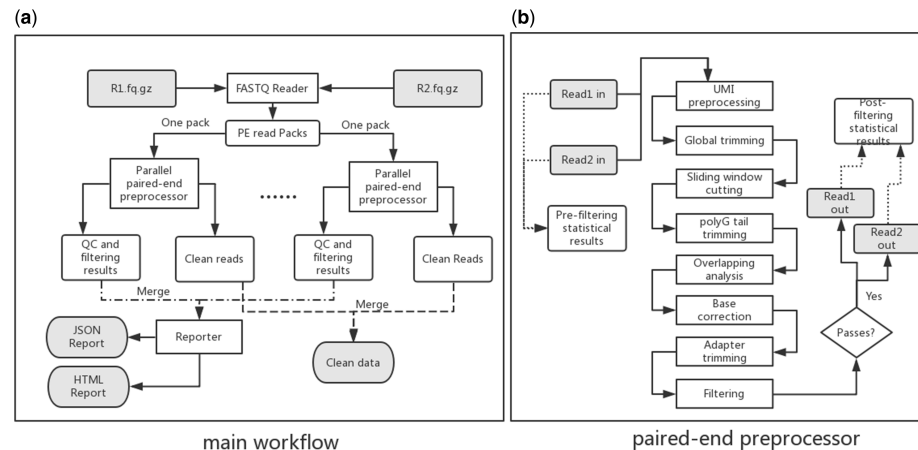 (a)
R1.fq.gz
FASTQ Reader
R2.fq.gz
One pack
PE read Packs
One pack
Parallel
paired-end
preprocessor
......
Parallel
paired-end
preprocessor
QC and
filtering
results
Clean reads
QC and
filtering
results
Clean Reads
Merge
Merge
JSON
Report
Reporter
HTML
Report
Clean data
main workflow
(b)
Read1 in
Read2 in
Pre-filtering
statistical
results
UMI
preprocessing
Global trimming
Sliding window
cutting
polyG tail
trimming
Overlapping
analysis
Base
correction
Adapter
trimming
Filtering
Post-
filtering
statistical
results
Read1
out
Read2
out
Yes
Passes?
paired-end preprocessor